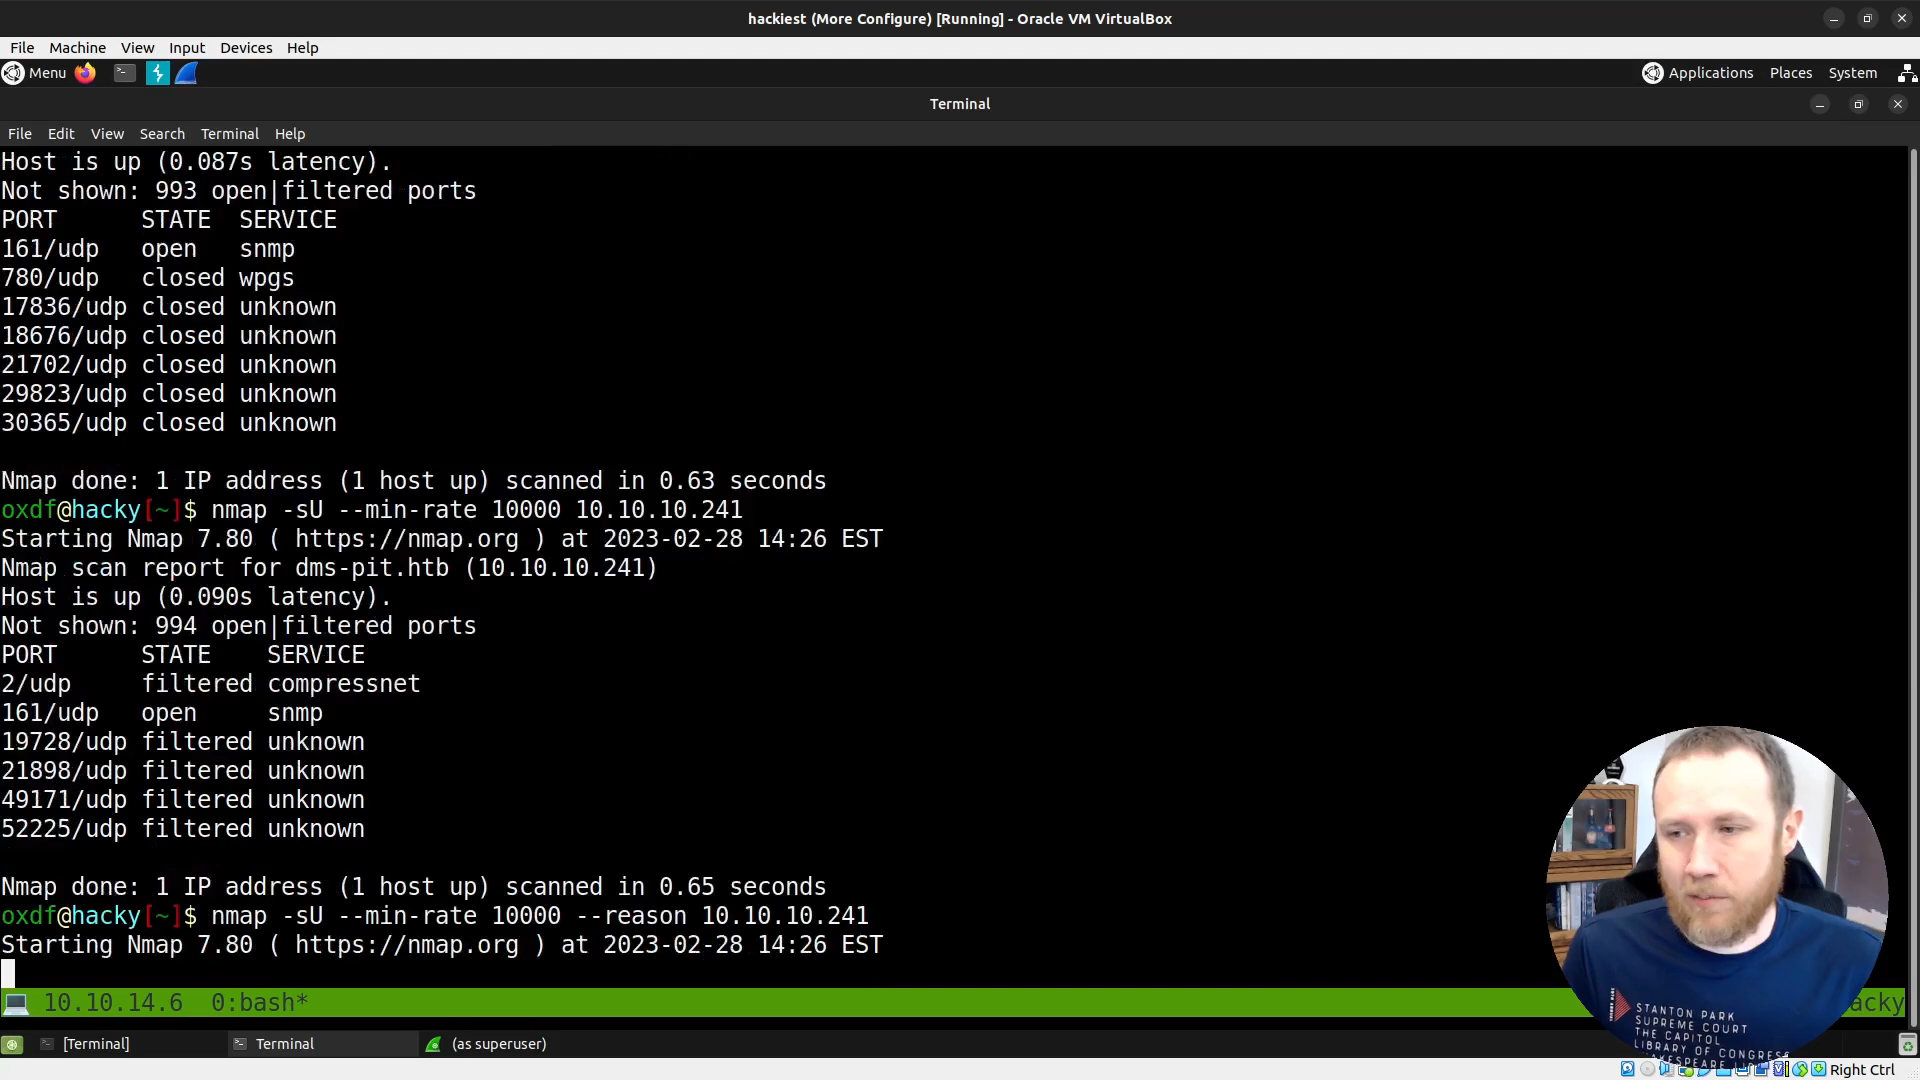 hackiest (More Configure) [Running] - Oracle VM VirtualBox
File Machine View Input Devices Help
Menu Applications Places System
Terminal
File Edit View Search Terminal Help
Host is up (0.087s latency).
Not shown: 993 open|filtered ports
PORT STATE SERVICE
161/udp open snmp
780/udp closed wpgs
17836/udp closed unknown
18676/udp closed unknown
21702/udp closed unknown
29823/udp closed unknown
30365/udp closed unknown
Nmap done: 1 IP address (1 host up) scanned in 0.63 seconds
oxdf@hacky[~]$ nmap -sU --min-rate 10000 10.10.10.241
Starting Nmap 7.80 ( https://nmap.org ) at 2023-02-28 14:26 EST
Nmap scan report for dms-pit.htb (10.10.10.241)
Host is up (0.090s latency).
Not shown: 994 open|filtered ports
PORT STATE SERVICE
2/udp filtered compressnet
161/udp open snmp
19728/udp filtered unknown
21898/udp filtered unknown
49171/udp filtered unknown
52225/udp filtered unknown
Nmap done: 1 IP address (1 host up) scanned in 0.65 seconds
oxdf@hacky[~]$ nmap -sU --min-rate 10000 --reason 10.10.10.241
Starting Nmap 7.80 ( https://nmap.org ) at 2023-02-28 14:26 EST
10.10.14.6 0:bash* acky
STANTON PARK
SUPREME COURT
THE CAPITOL
LIBRARY OF CONGRESS
[Terminal] Terminal (as superuser)
Right Ctrl